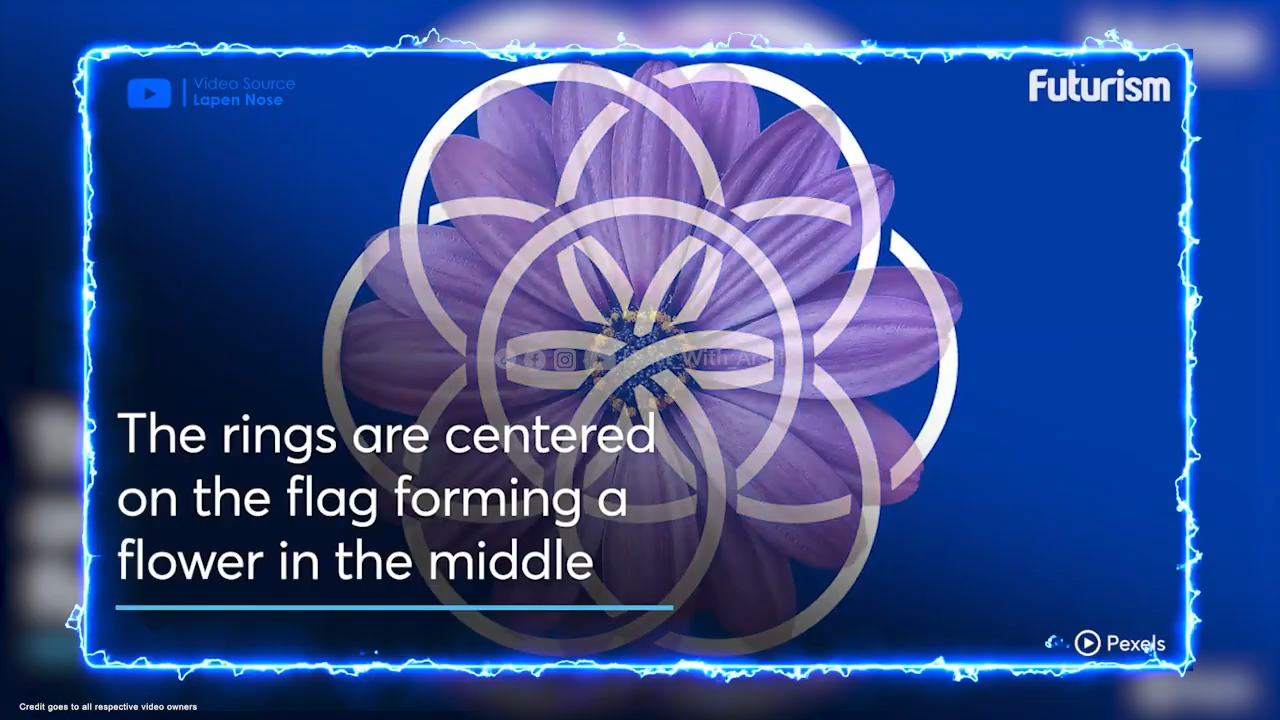 Video Source
Lapen Nose
Futurism
With
The rings are centered
on the flag forming a
flower in the middle
Pexels
Credit goes to all respective video owners